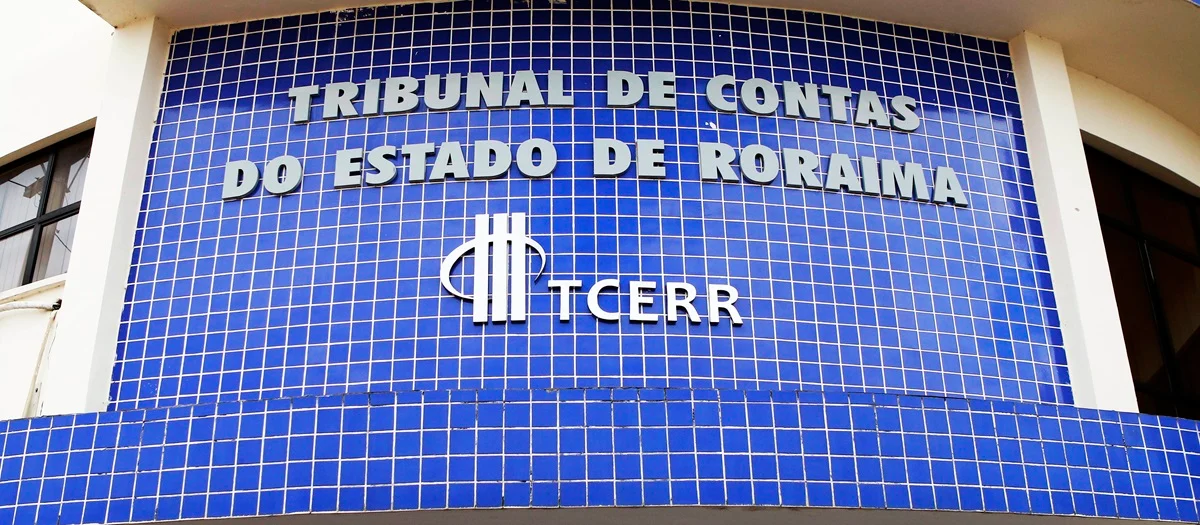 TRIBUNAL DE CONTAS
DO ESTADO DE RORAIMA
TCERR